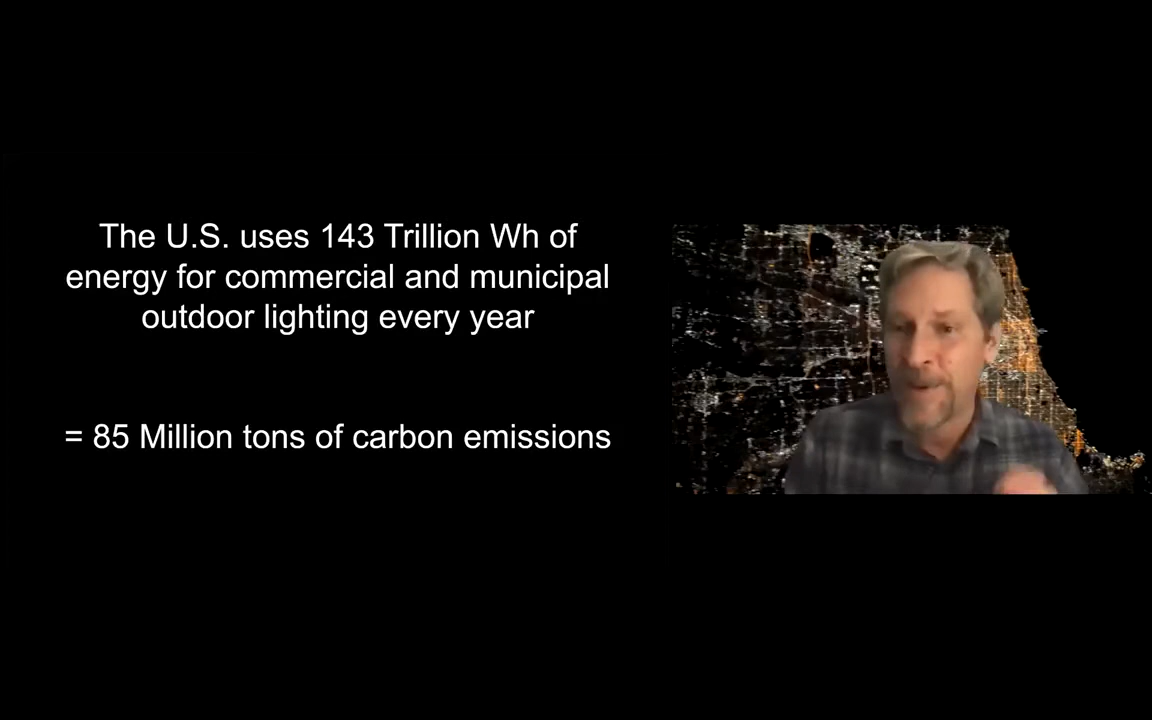 The U.S. uses 143 Trillion Wh of
energy for commercial and municipal
outdoor lighting every year
= 85 Million tons of carbon emissions